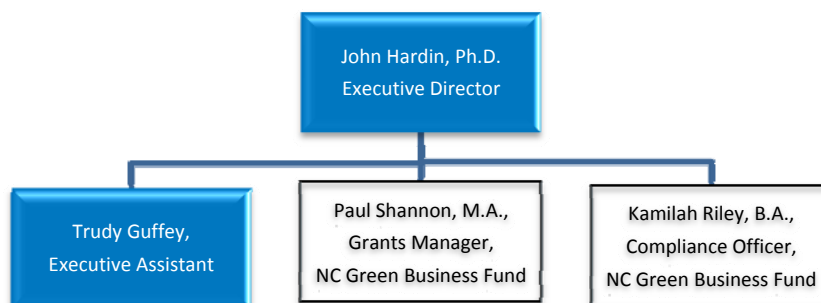 John Hardin, Ph.D.
Executive Director
Trudy Guffey,
Executive Assistant
Paul Shannon, M.A.,
Grants Manager,
NC Green Business Fund
Kamilah Riley, B.A.,
Compliance Officer,
NC Green Business Fund